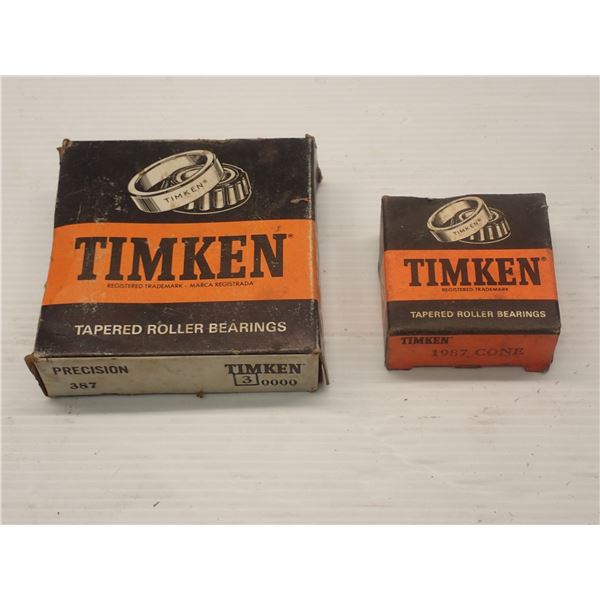 TIMKEN®
TIMKEN®
REGISTERED TRADEMARK - MARCA REGISTRADA
TAPERED ROLLER BEARINGS
PRECISION
387
TIMKEN®
3 0000
TIMKEN®
TIMKEN®
REGISTERED TRADEMARK
TAPERED ROLLER BEARINGS
TIMKEN®
1987 CONE